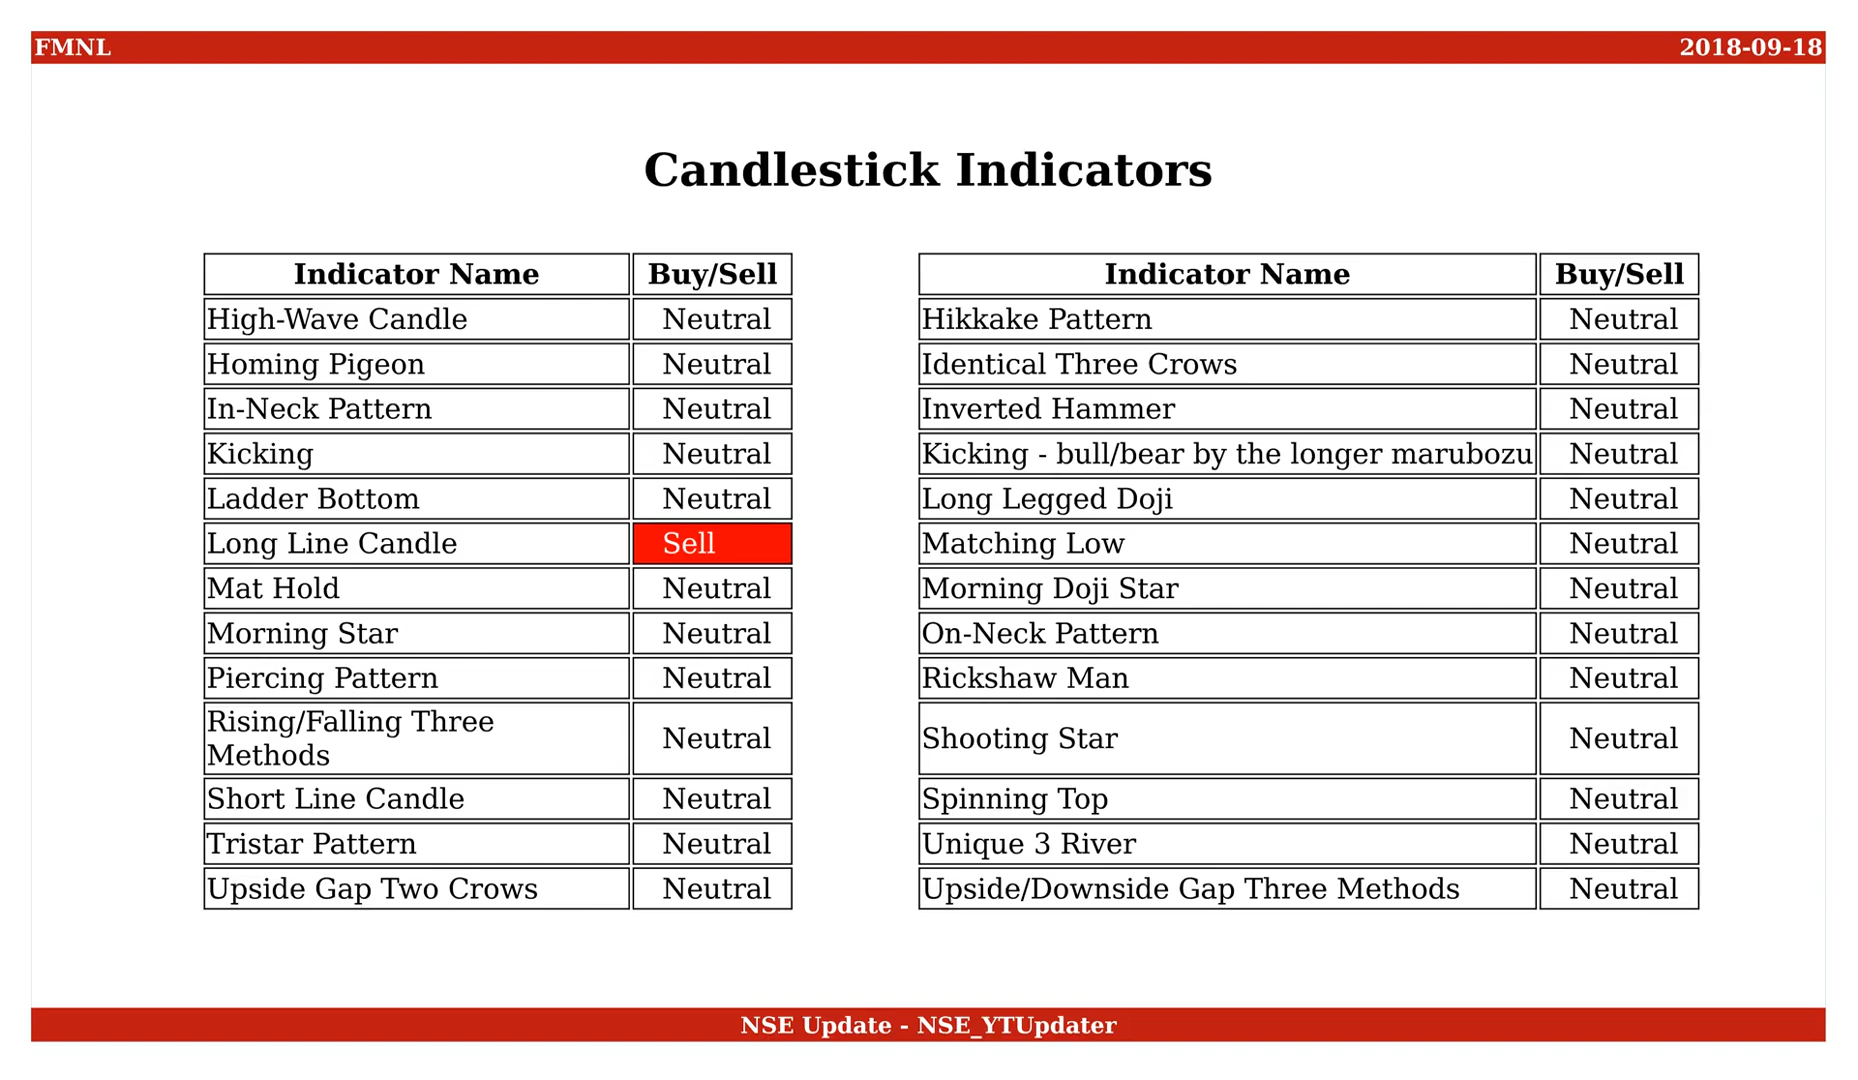 FMNL 2018-09-18
Candlestick Indicators
Indicator Name Buy/Sell Indicator Name Buy/Sell
High-Wave Candle Neutral Hikkake Pattern Neutral
Homing Pigeon Neutral Identical Three Crows Neutral
In-Neck Pattern Neutral Inverted Hammer Neutral
Kicking Neutral Kicking - bull/bear by the longer marubozu Neutral
Ladder Bottom Neutral Long Legged Doji Neutral
Long Line Candle Sell Matching Low Neutral
Mat Hold Neutral Morning Doji Star Neutral
Morning Star Neutral On-Neck Pattern Neutral
Piercing Pattern Neutral Rickshaw Man Neutral
Rising/Falling Three
Methods Neutral Shooting Star Neutral
Short Line Candle Neutral Spinning Top Neutral
Tristar Pattern Neutral Unique 3 River Neutral
Upside Gap Two Crows Neutral Upside/Downside Gap Three Methods Neutral
NSE Update - NSE_YTUpdater